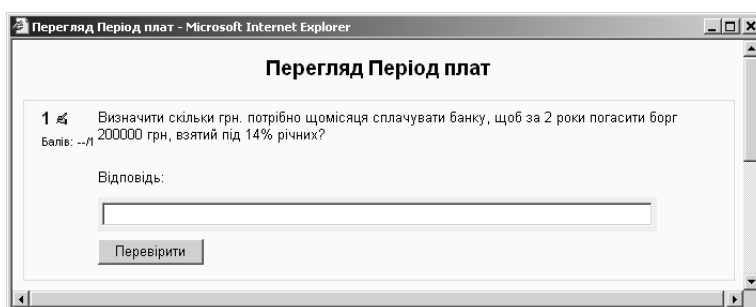 Перегляд Період плат - Microsoft Internet Explorer
Перегляд Період плат
1
Визначити скільки грн. потрібно щомісяця сплачувати банку, щоб за 2 роки погасити борг
Балів: --/1
200000 грн, взятий під 14% річних?
Відповідь:
Перевірити